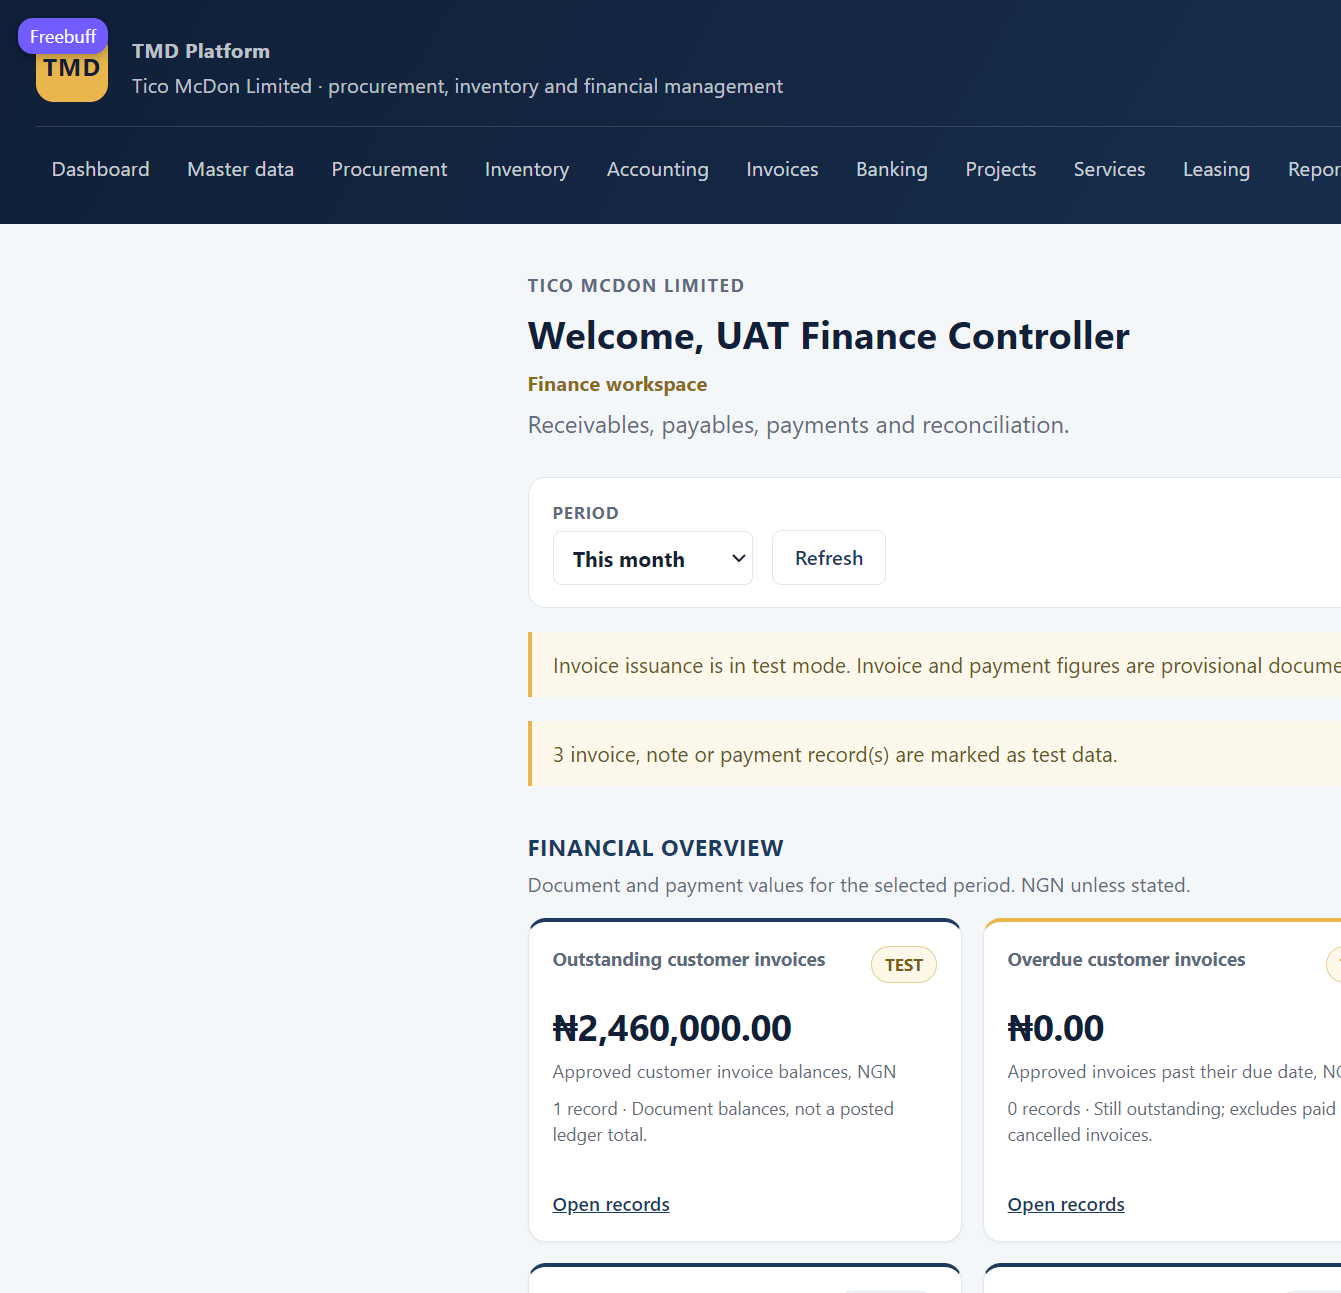 Freebuff
TMD
TMD Platform
Tico McDon Limited · procurement, inventory and financial management
Dashboard Master data Procurement Inventory Accounting Invoices Banking Projects Services Leasing Repor
TICO MCDON LIMITED
Welcome, UAT Finance Controller
Finance workspace
Receivables, payables, payments and reconciliation.
PERIOD
This month Refresh
Invoice issuance is in test mode. Invoice and payment figures are provisional docume
3 invoice, note or payment record(s) are marked as test data.
FINANCIAL OVERVIEW
Document and payment values for the selected period. NGN unless stated.
Outstanding customer invoices TEST
₦2,460,000.00
Approved customer invoice balances, NGN
1 record · Document balances, not a posted
ledger total.
Open records
Overdue customer invoices
₦0.00
Approved invoices past their due date, NG
0 records · Still outstanding; excludes paid
cancelled invoices.
Open records